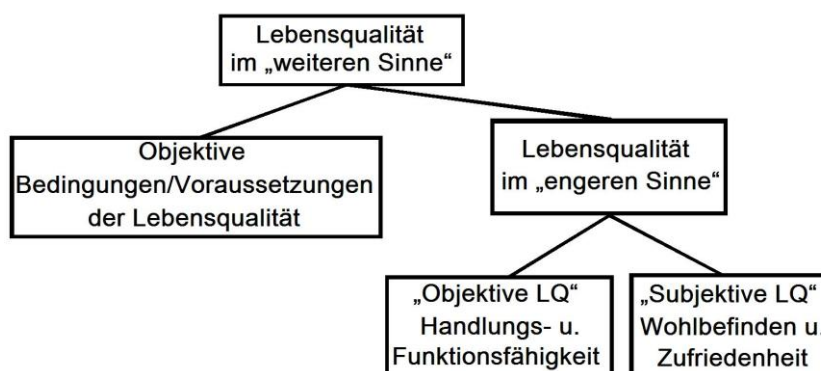 Lebensqualität
im „weiteren Sinne“
Objektive
Bedingungen/Voraussetzungen
der Lebensqualität
Lebensqualität
im „engeren Sinne“
„Objektive LQ“
Handlungs- u.
Funktionsfähigkeit
„Subjektive LQ“
Wohlbefinden u.
Zufriedenheit